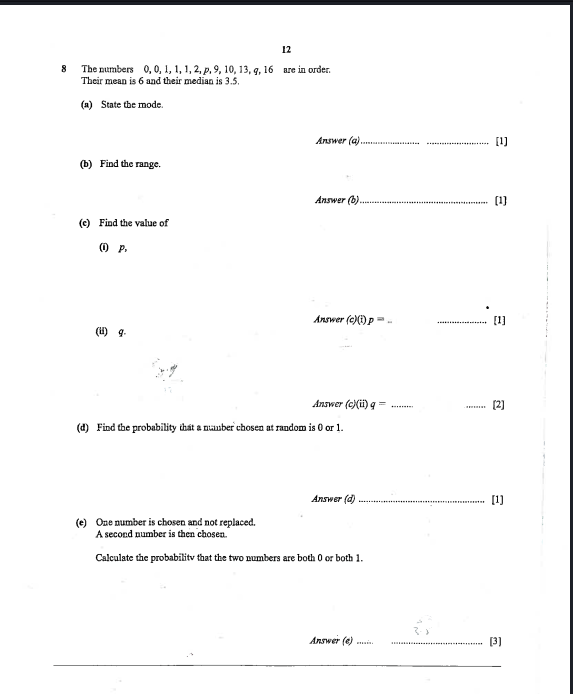 12
8 The numbers 0, 0, 1, 1, 1, 2, p, 9, 10, 13, q, 16 are in order.
Their mean is 6 and their median is 3.5.
(a) State the mode.
Answer (a)........................ ........................ [1]
(b) Find the range.
Answer (b)................................................ [1]
(c) Find the value of
(i) p,
Answer (c)(i) p = .. .................... [1]
(ii) q.
Answer (c)(ii) q = ......... ........ [2]
(d) Find the probability that a number chosen at random is 0 or 1.
Answer (d) ................................................ [1]
(e) One number is chosen and not replaced.
A second number is then chosen.
Calculate the probability that the two numbers are both 0 or both 1.
Answer (e) ...... .................................. [3]